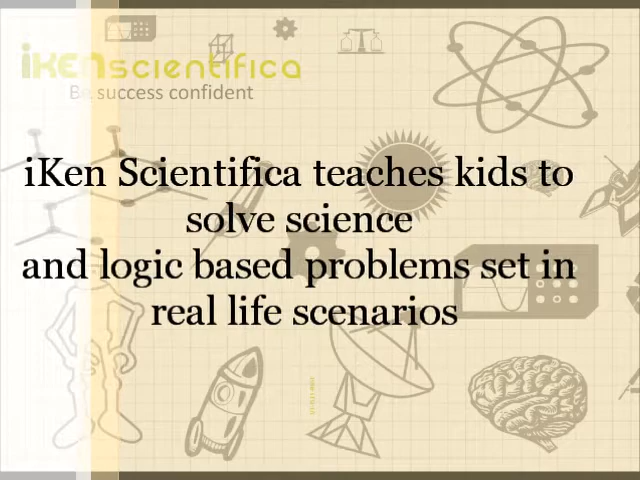 iKEnscientifica
Be success confident
iKen Scientifica teaches kids to
solve science
and logic based problems set in
real life scenarios